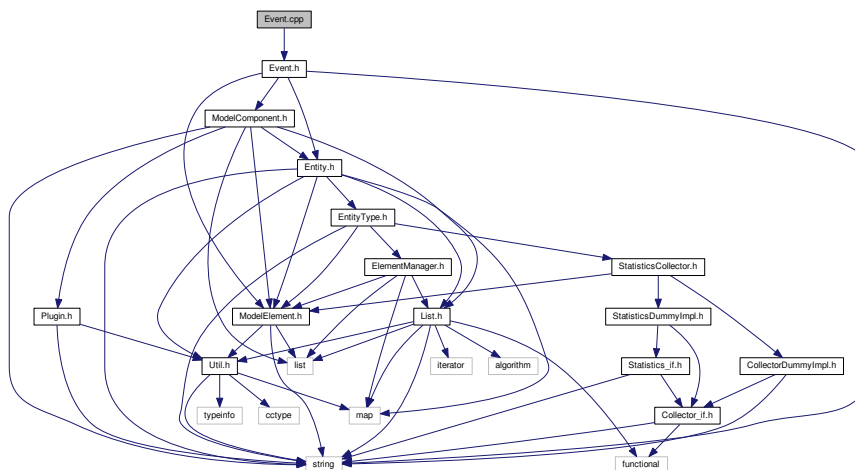 Event.cpp
Event.h
ModelComponent.h
Entity.h
EntityType.h
ElementManager.h
StatisticsCollector.h
Plugin.h
ModelElement.h
List.h
StatisticsDummyImpl.h
Util.h
list
iterator
algorithm
Statistics_if.h
CollectorDummyImpl.h
typeinfo
cctype
map
Collector_if.h
string
functional